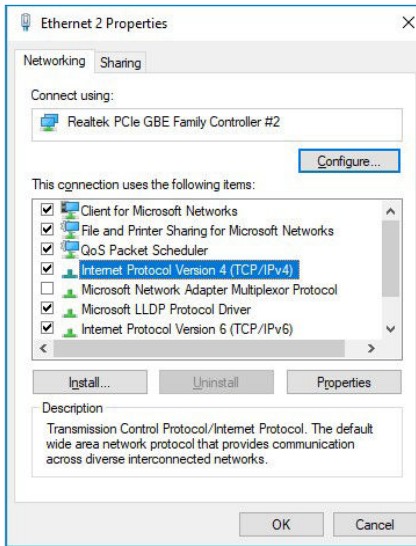 Ethernet 2 Properties
Networking
Sharing
Connect using:
Realtek PCIe GBE Family Controller #2
Configure...
This connection uses the following items:
Client for Microsoft Networks
File and Printer Sharing for Microsoft Networks
QoS Packet Scheduler
Internet Protocol Version 4 (TCP/IPv4)
Microsoft Network Adapter Multiplexor Protocol
Microsoft LLDP Protocol Driver
Internet Protocol Version 6 (TCP/IPv6)
Install...
Uninstall
Properties
Description
Transmission Control Protocol/Internet Protocol. The default
wide area network protocol that provides communication
across diverse interconnected networks.
OK
Cancel